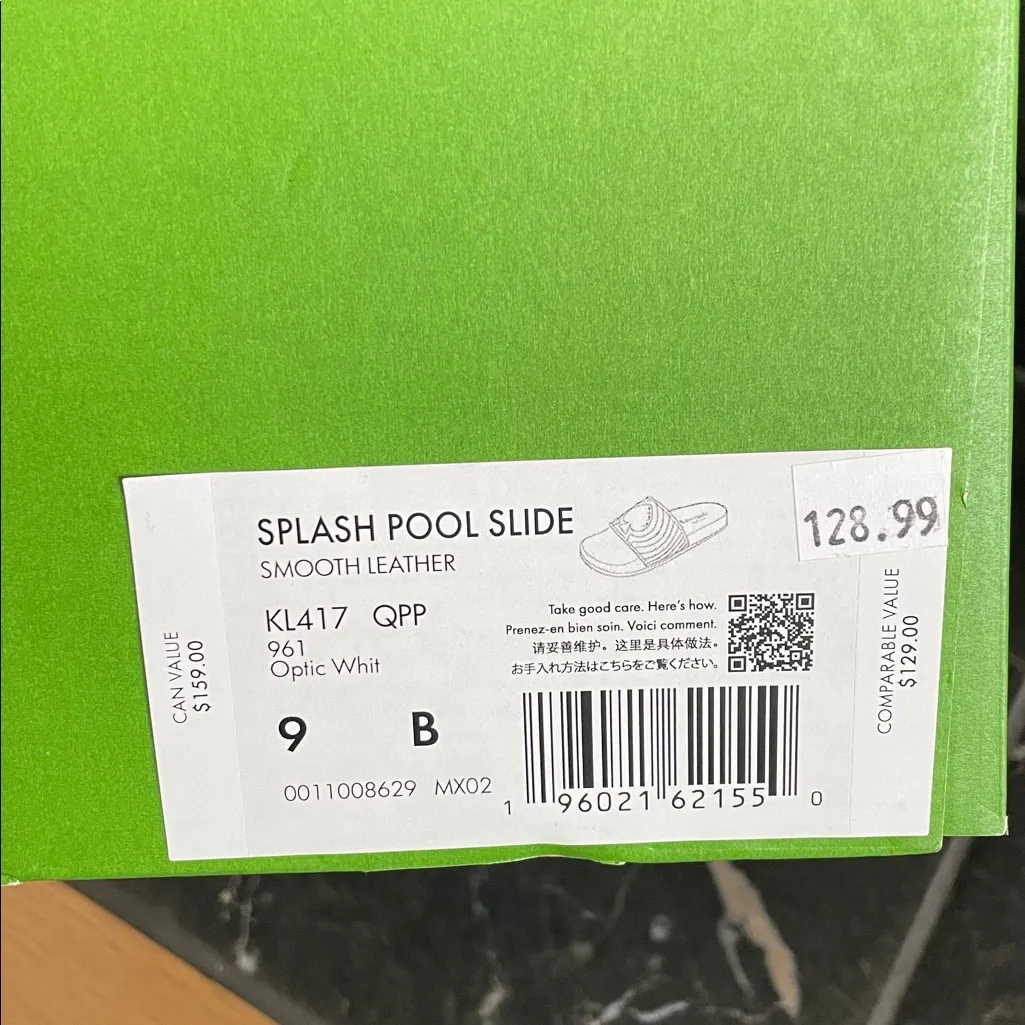 SPLASH POOL SLIDE
SMOOTH LEATHER
128.99
KL417 QPP
961
Optic Whit
9 B
0011008629 MX02
Take good care. Here's how.
Prenez-en bien soin. Voici comment.
请妥善维护。这里是具体做法。
お手入れ方法はこちらをご覧ください。
1 96021 62155 0
CAN VALUE
$159.00
COMPARABLE VALUE
$129.00